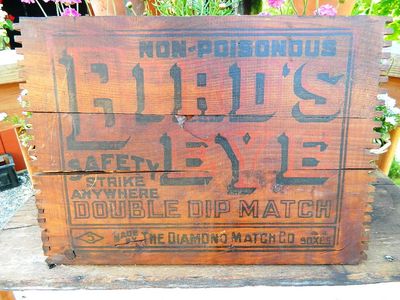 NON-POISONOUS
BIRD'S
EYE
SAFETY
STRIKE
ANYWHERE
DOUBLE DIP MATCH
MADE BY THE DIAMOND MATCH CO BOXES